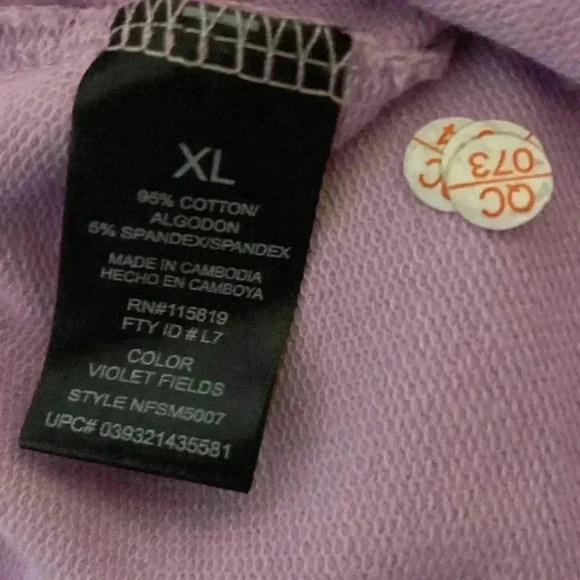 XL
95% COTTON/
ALGODON
5% SPANDEX/SPANDEX
MADE IN CAMBODIA
HECHO EN CAMBOYA
RN#115819
FTY ID # L7
COLOR
VIOLET FIELDS
STYLE NFSM5007
UPC# 039321435581
QC
073